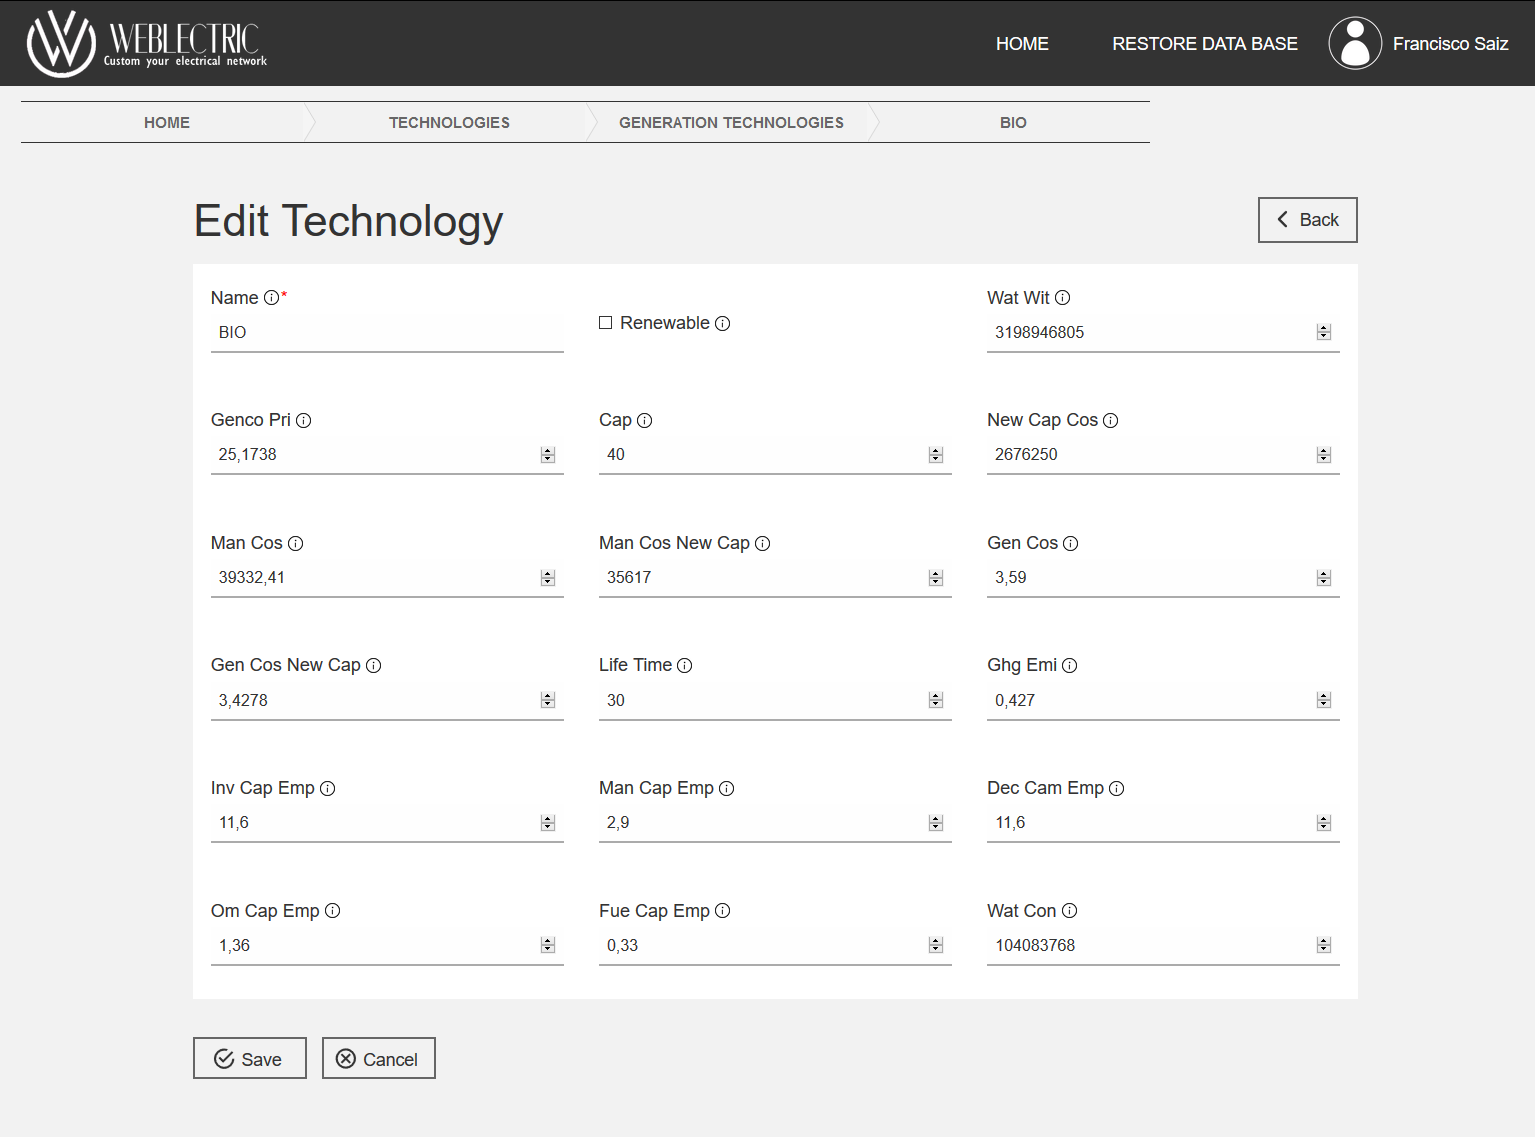 WEBLECTRIC
Custom your electrical network
HOME
RESTORE DATA BASE
Francisco Saiz
HOME
TECHNOLOGIES
GENERATION TECHNOLOGIES
BIO
Edit Technology
Back
Name *
BIO
Renewable
Wat Wit
3198946805
Genco Pri
25,1738
Cap
40
New Cap Cos
2676250
Man Cos
39332,41
Man Cos New Cap
35617
Gen Cos
3,59
Gen Cos New Cap
3,4278
Life Time
30
Ghg Emi
0,427
Inv Cap Emp
11,6
Man Cap Emp
2,9
Dec Cam Emp
11,6
Om Cap Emp
1,36
Fue Cap Emp
0,33
Wat Con
104083768
Save
Cancel